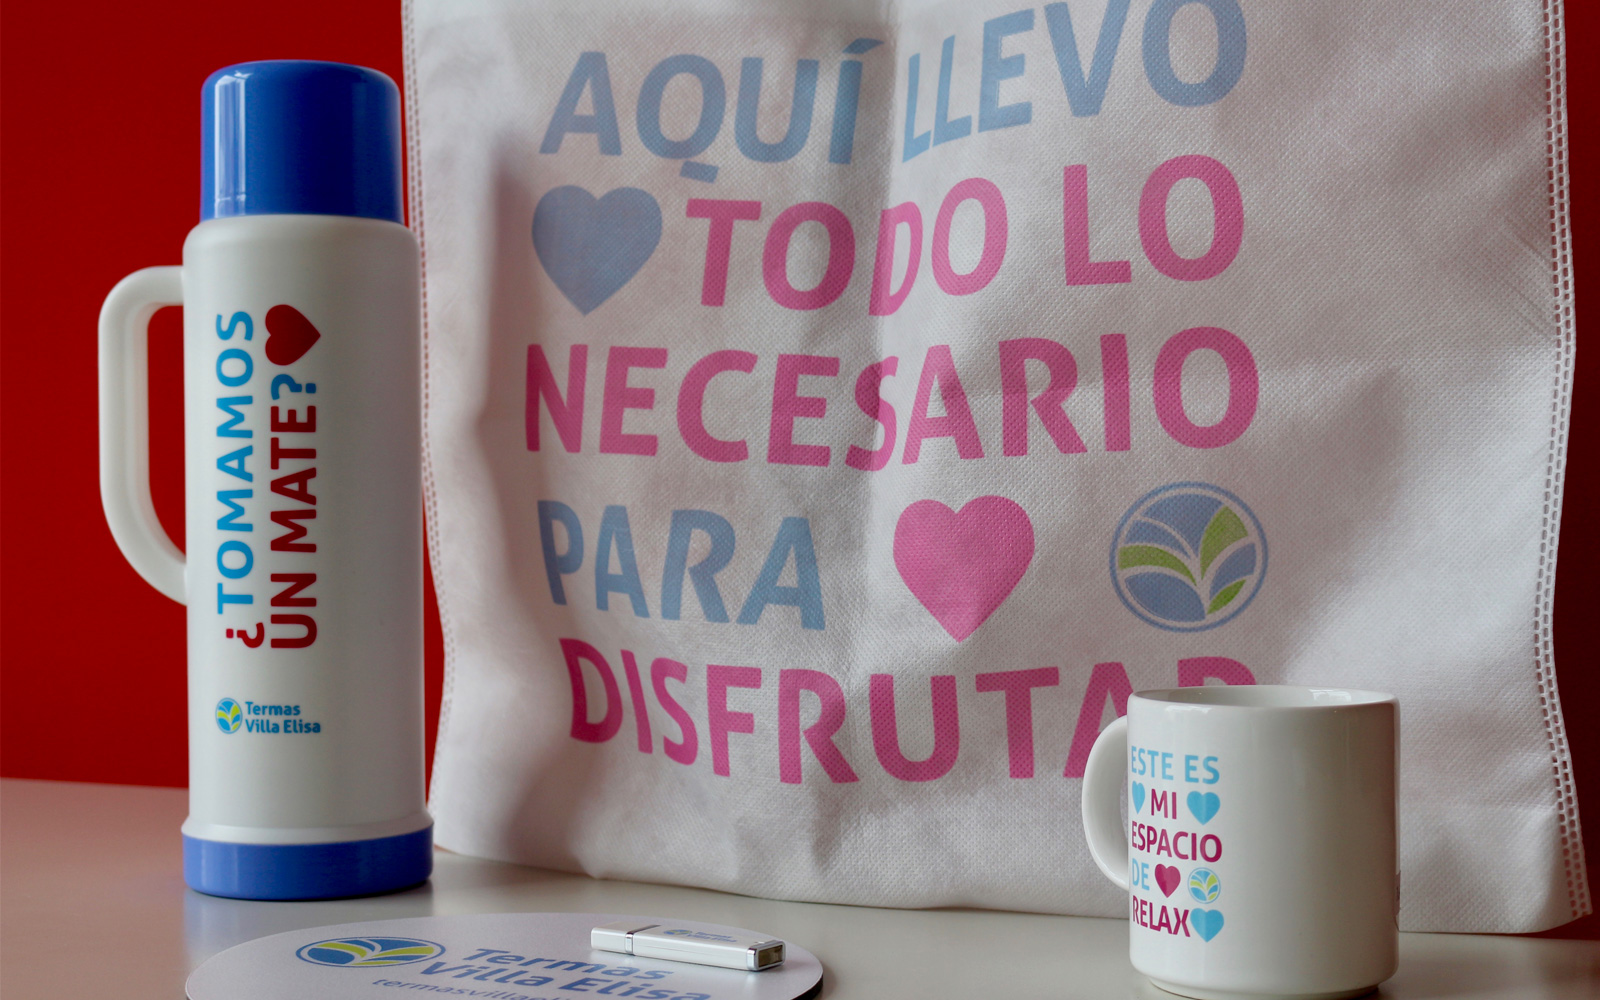 ¿TOMAMOS
UN MATE?
Termas
Villa Elisa
AQUÍ LLEVO
TODO LO
NECESARIO
PARA
DISFRUTAR
ESTE ES
MI
ESPACIO
DE
RELAX
Termas
Villa Elisa